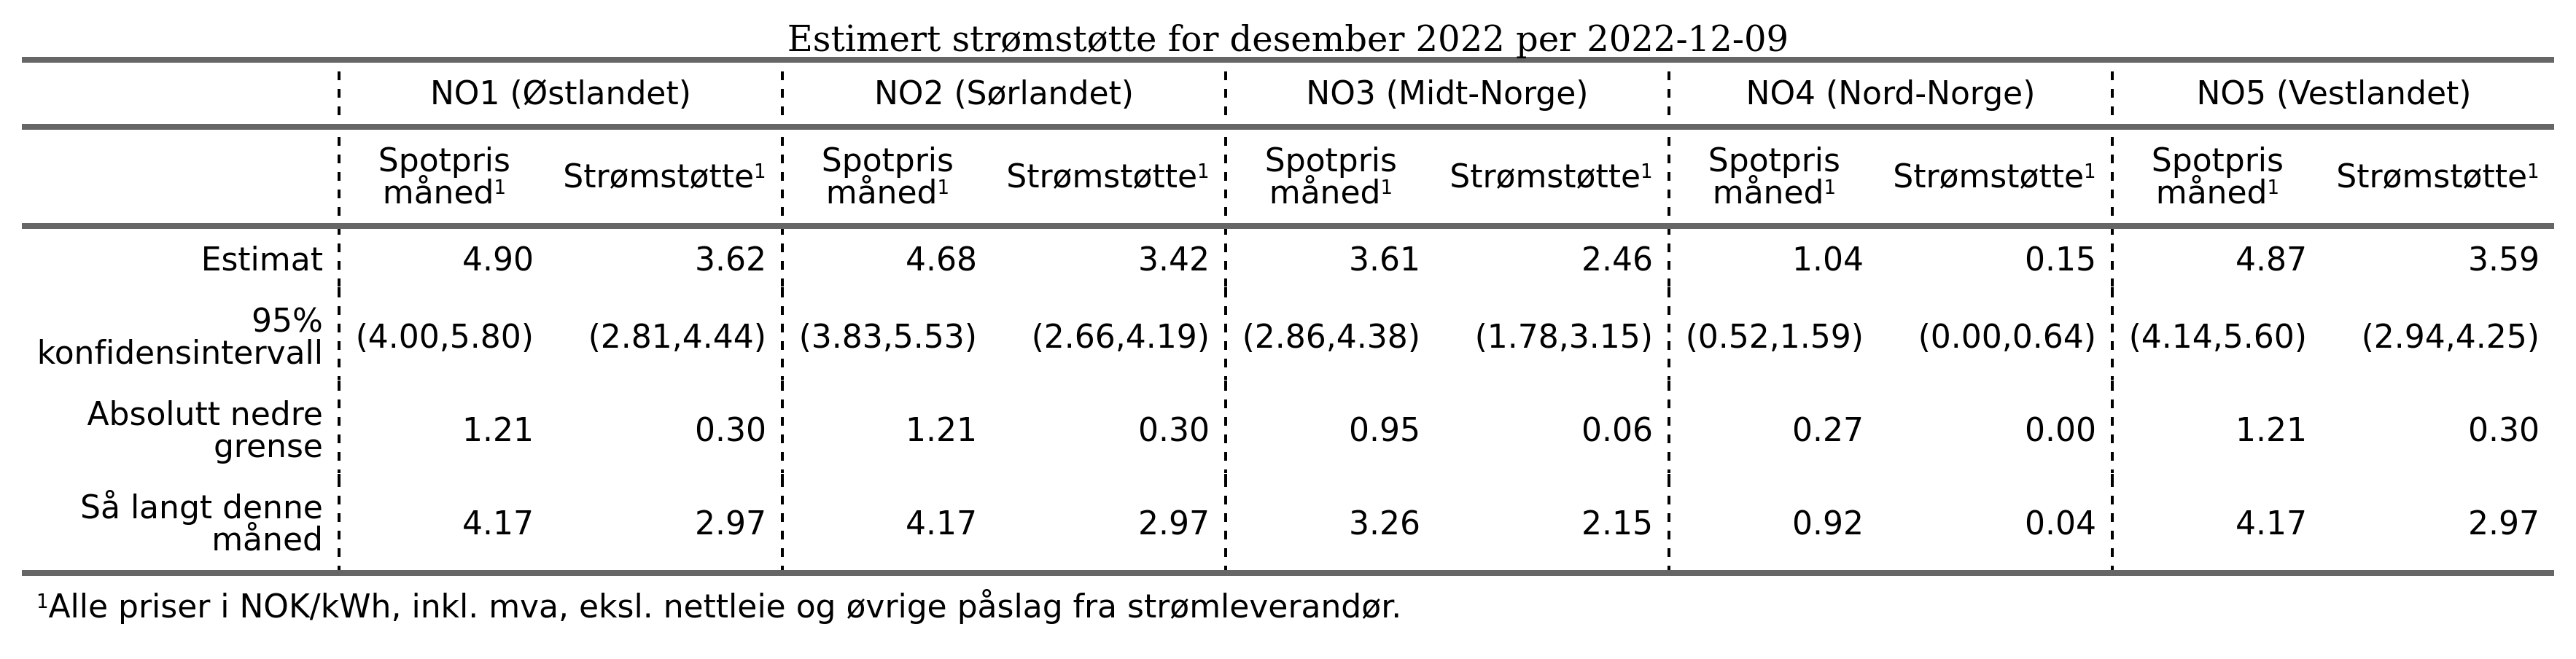 Estimert strømstøtte for desember 2022 per 2022-12-09
NO1 (Østlandet) NO2 (Sørlandet) NO3 (Midt-Norge) NO4 (Nord-Norge) NO5 (Vestlandet)
Spotpris måned¹ Strømstøtte¹ Spotpris måned¹ Strømstøtte¹ Spotpris måned¹ Strømstøtte¹ Spotpris måned¹ Strømstøtte¹ Spotpris måned¹ Strømstøtte¹
Estimat 4.90 3.62 4.68 3.42 3.61 2.46 1.04 0.15 4.87 3.59
95% konfidensintervall (4.00,5.80) (2.81,4.44) (3.83,5.53) (2.66,4.19) (2.86,4.38) (1.78,3.15) (0.52,1.59) (0.00,0.64) (4.14,5.60) (2.94,4.25)
Absolutt nedre grense 1.21 0.30 1.21 0.30 0.95 0.06 0.27 0.00 1.21 0.30
Så langt denne måned 4.17 2.97 4.17 2.97 3.26 2.15 0.92 0.04 4.17 2.97
¹Alle priser i NOK/kWh, inkl. mva, eksl. nettleie og øvrige påslag fra strømleverandør.